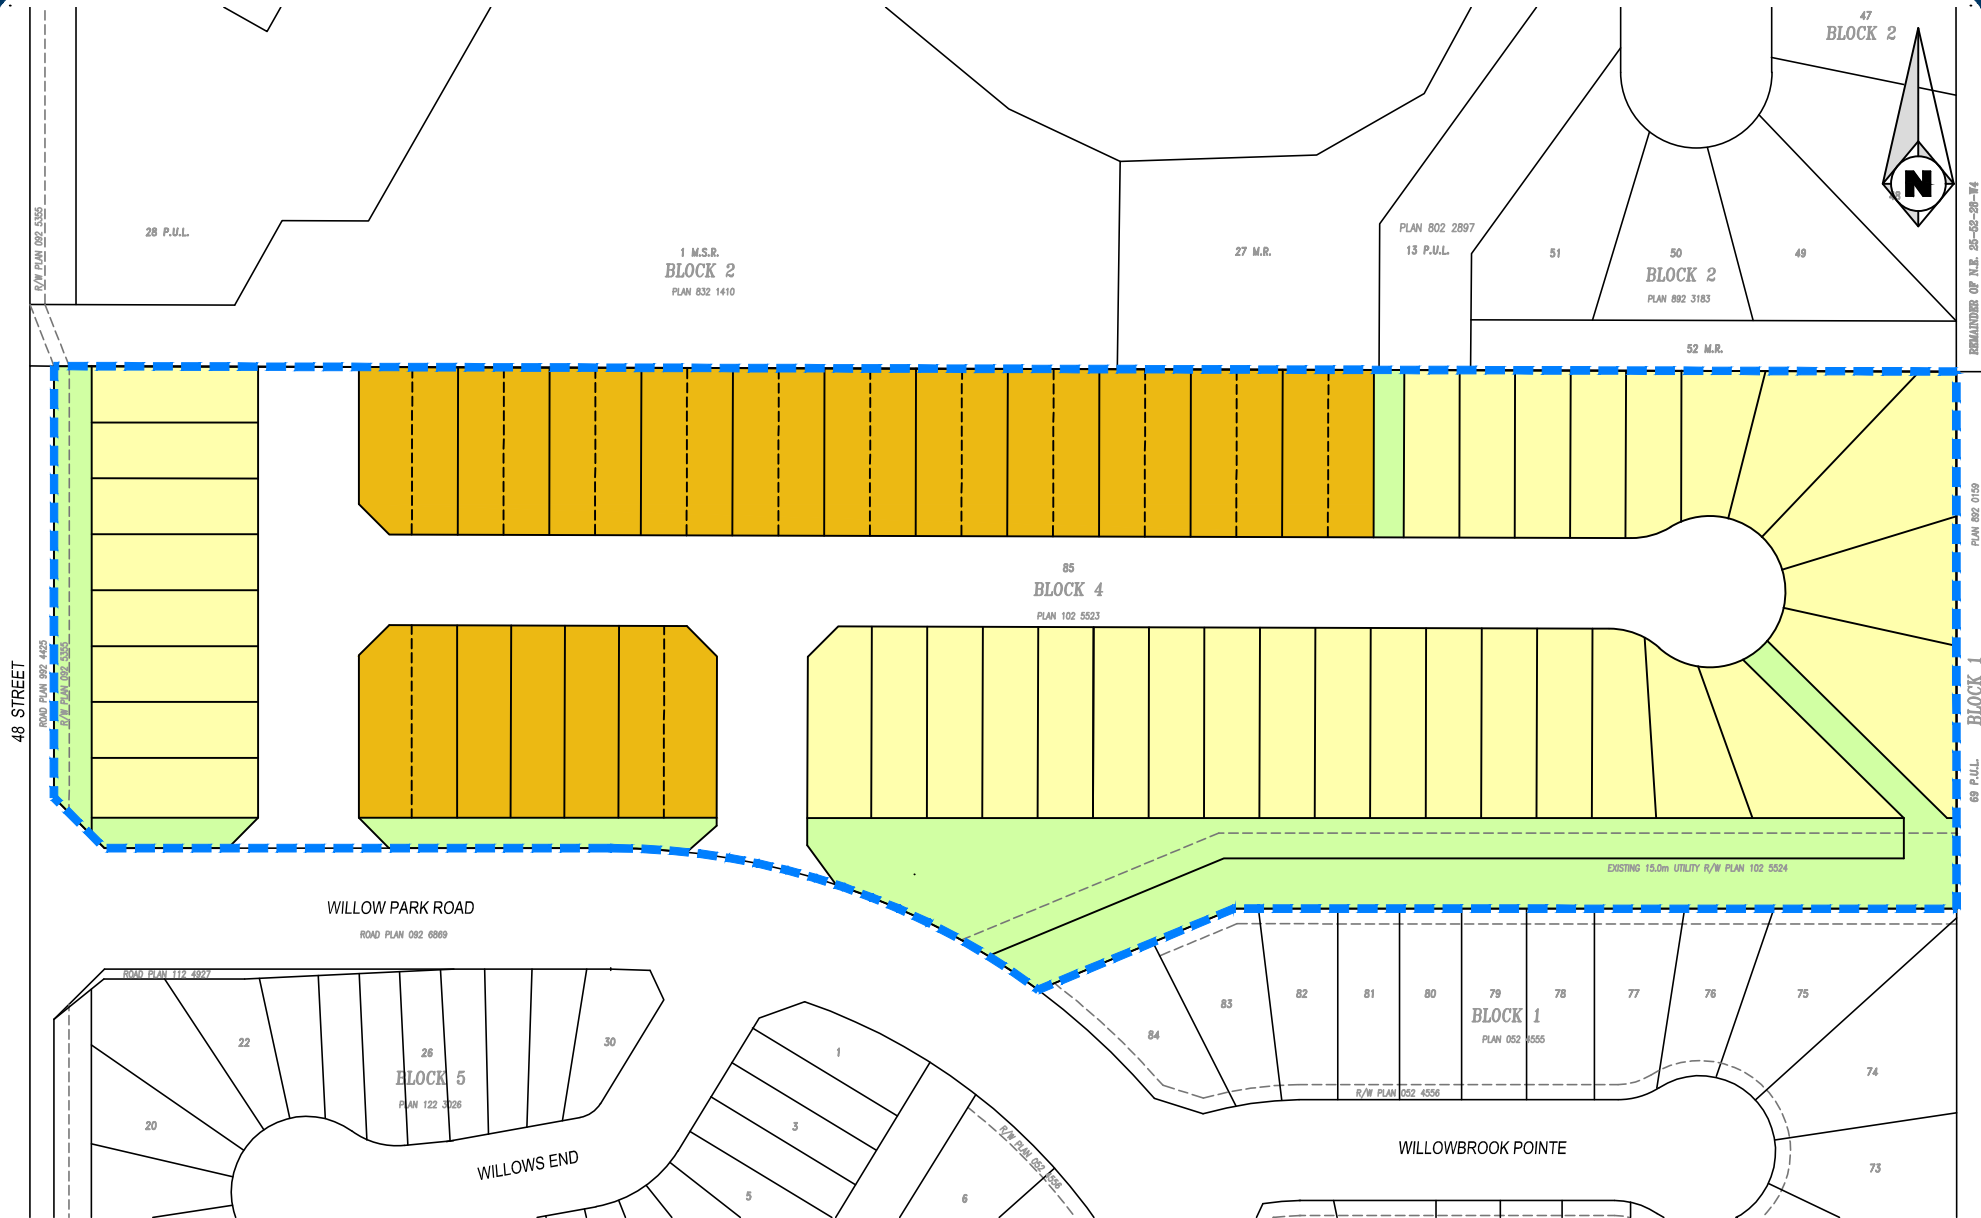 47
BLOCK 2
N
REMAINDER OF N.E. 25-52-28-W4
R/W PLAN 092 5355
28 P.U.L.
1 M.S.R.
BLOCK 2
PLAN 832 1410
27 M.R.
PLAN 802 2897
13 P.U.L.
51
50
49
BLOCK 2
PLAN 892 3183
52 M.R.
PLAN 892 0159
85
BLOCK 4
PLAN 102 5523
48 STREET
ROAD PLAN 992 4425
R/W PLAN 092 5355
BLOCK 1
69 P.U.L.
EXISTING 15.0m UTILITY R/W PLAN 102 5524
WILLOW PARK ROAD
ROAD PLAN 092 6869
ROAD PLAN 112 4927
22
26
30
BLOCK 5
PLAN 122 3026
20
WILLOWS END
1
3
5
6
R/W PLAN 052 4556
84
83
82
81
80
79
78
77
76
75
BLOCK 1
PLAN 052 4555
74
R/W PLAN 052 4556
WILLOWBROOK POINTE
73